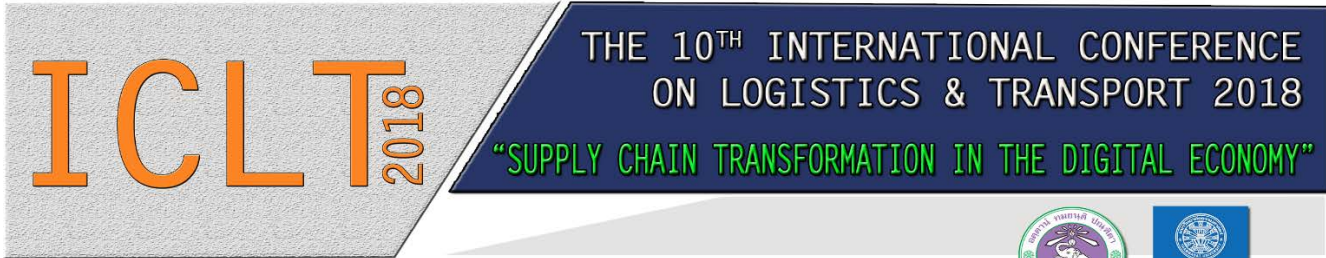 ICLT
2018
THE 10TH INTERNATIONAL CONFERENCE
ON LOGISTICS & TRANSPORT 2018
“SUPPLY CHAIN TRANSFORMATION IN THE DIGITAL ECONOMY”